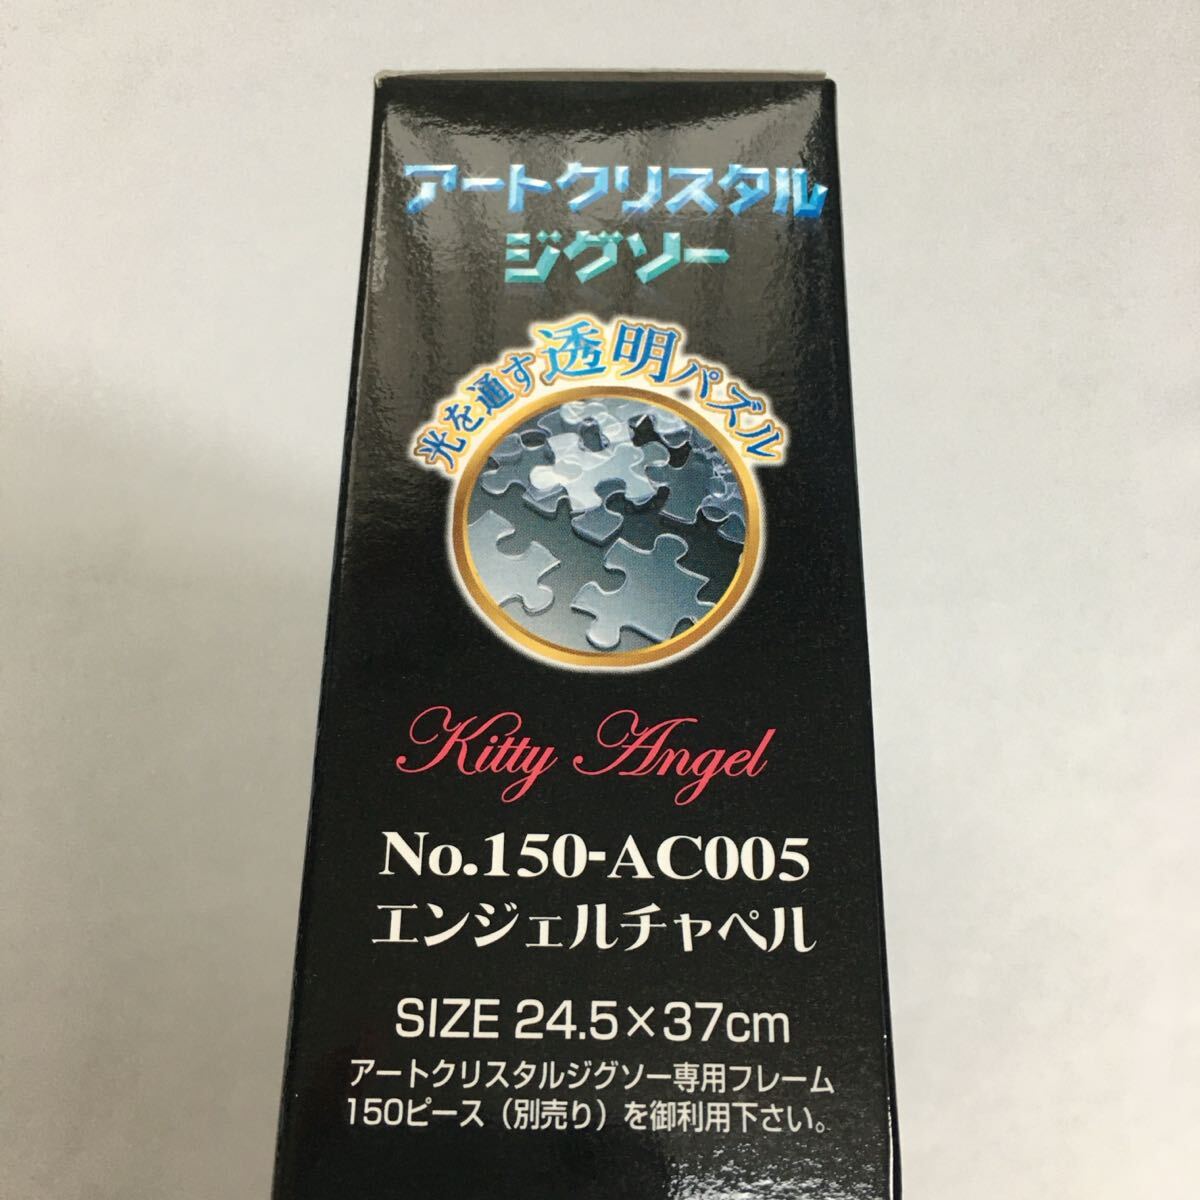 アートクリスタル
ジグソー
光を通す透明パズル
Kitty Angel
No.150-AC005
エンジェルチャペル
SIZE 24.5×37cm
アートクリスタルジグソー専用フレーム
150ピース（別売り）を御利用下さい。